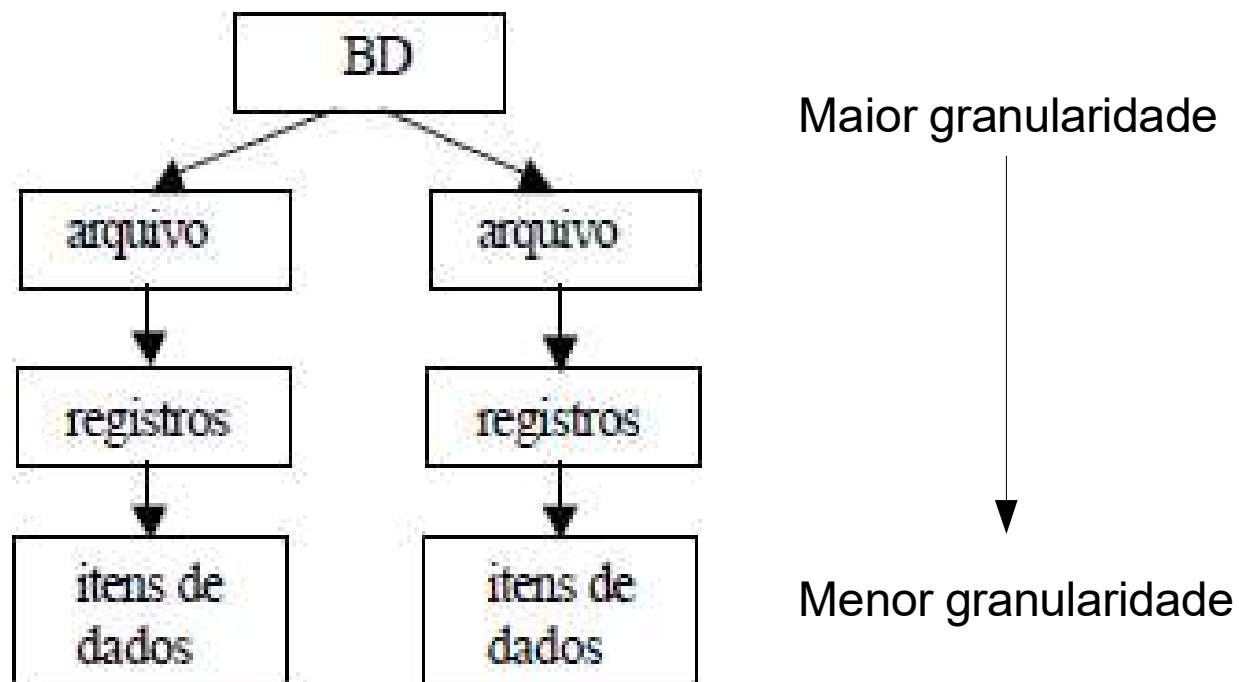 BD
Maior granularidade
arquivo
arquivo
registros
registros
itens de
dados
itens de
dados
Menor granularidade